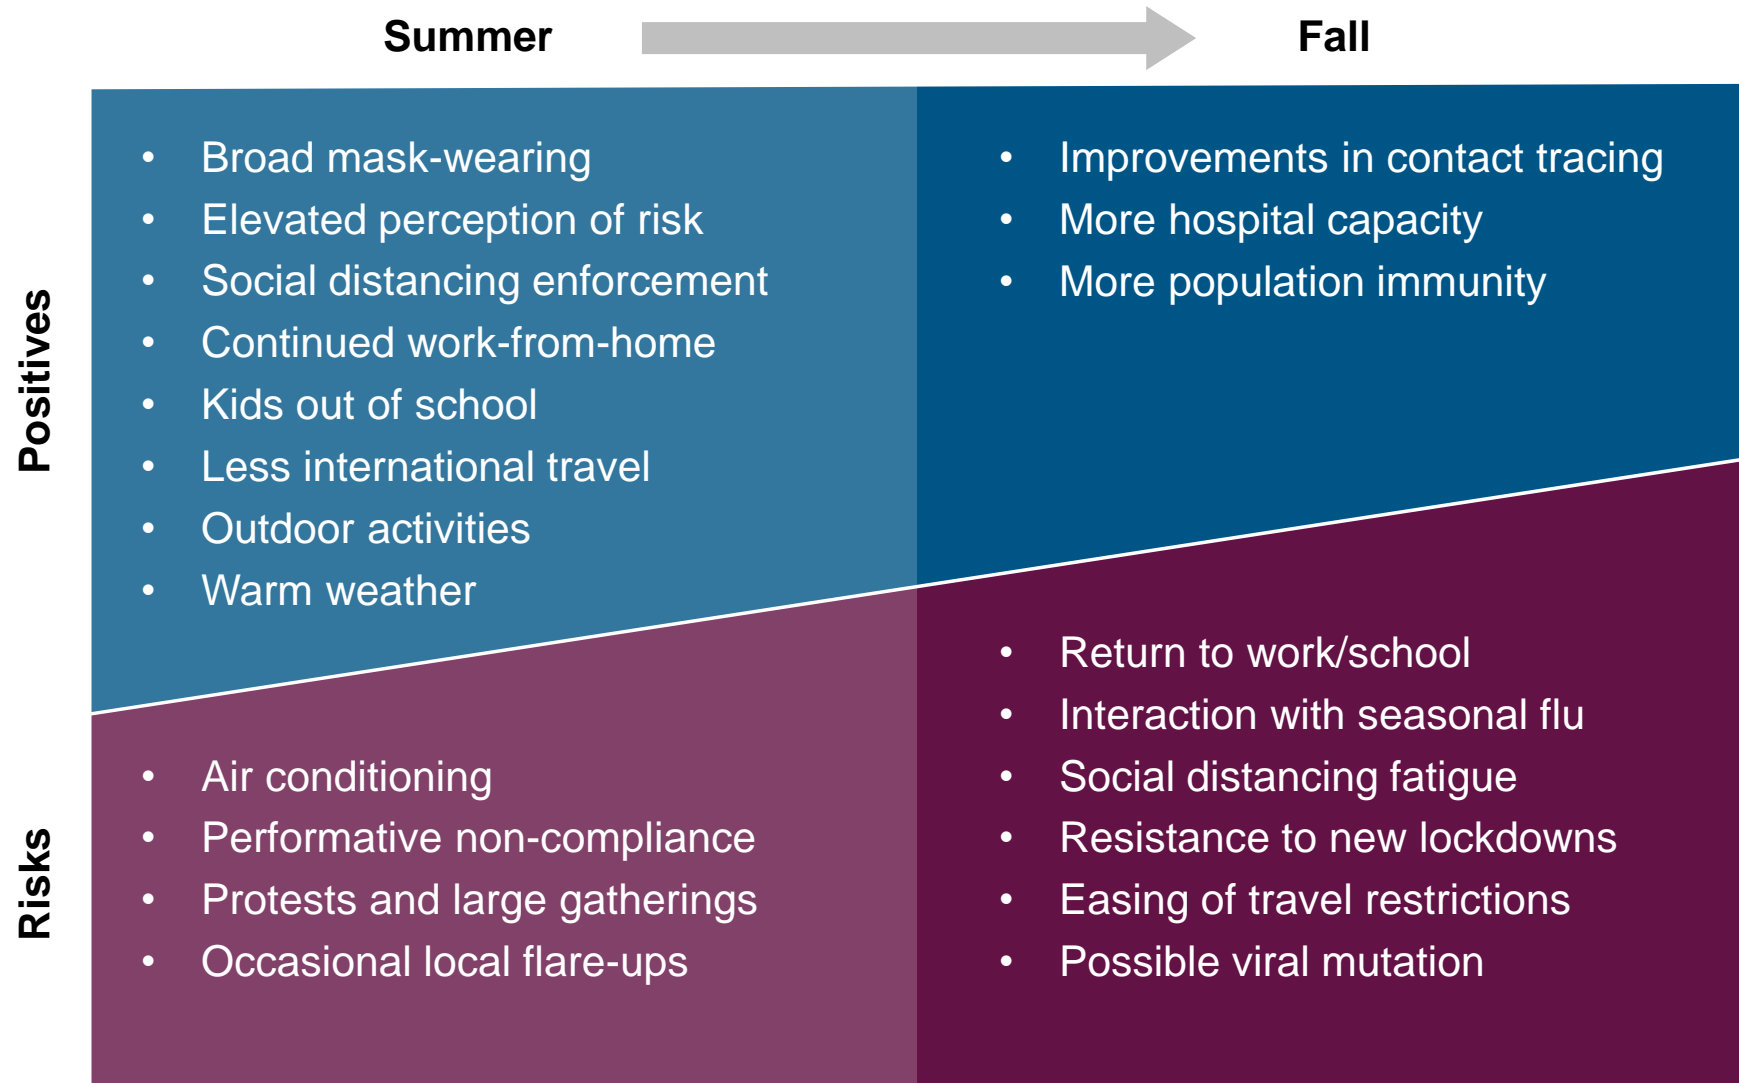 Summer
Fall
Positives
• Broad mask-wearing
• Elevated perception of risk
• Social distancing enforcement
• Continued work-from-home
• Kids out of school
• Less international travel
• Outdoor activities
• Warm weather
• Improvements in contact tracing
• More hospital capacity
• More population immunity
Risks
• Air conditioning
• Performative non-compliance
• Protests and large gatherings
• Occasional local flare-ups
• Return to work/school
• Interaction with seasonal flu
• Social distancing fatigue
• Resistance to new lockdowns
• Easing of travel restrictions
• Possible viral mutation